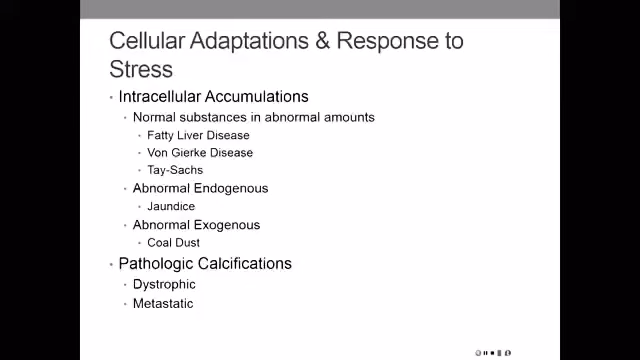 Cellular Adaptations & Response to
Stress
Intracellular Accumulations
Normal substances in abnormal amounts
Fatty Liver Disease
Von Gierke Disease
Tay-Sachs
Abnormal Endogenous
Jaundice
Abnormal Exogenous
Coal Dust
Pathologic Calcifications
Dystrophic
Metastatic